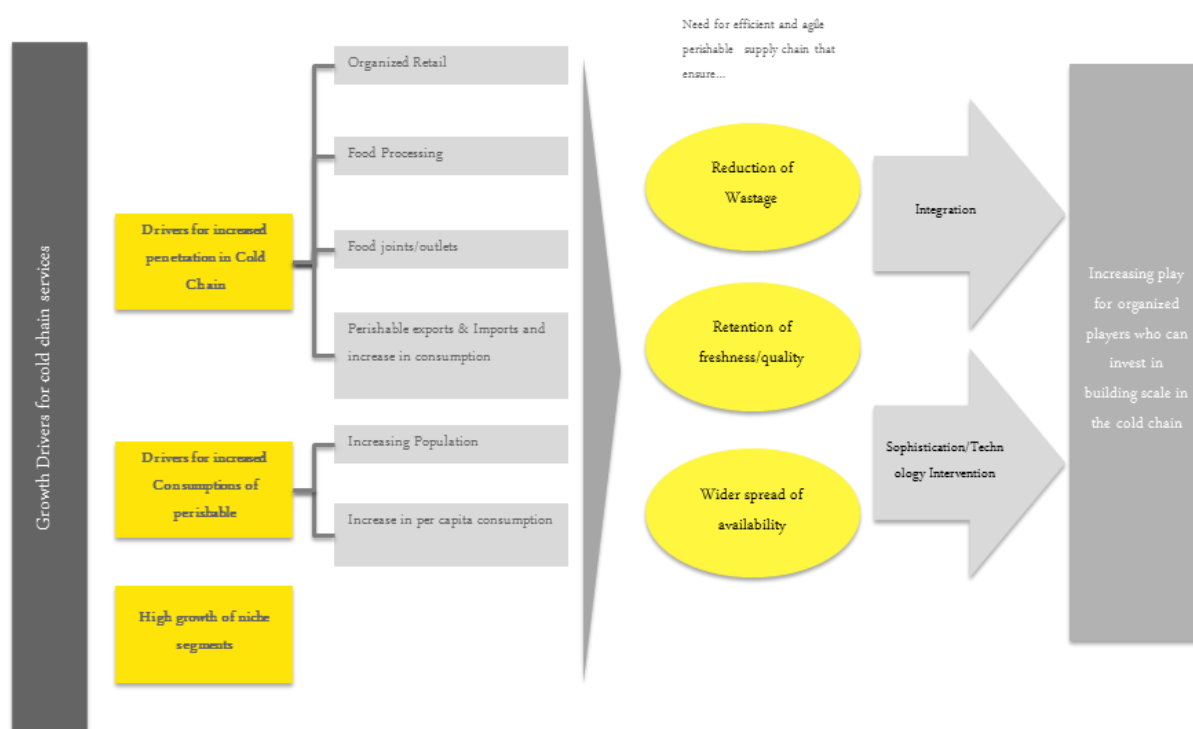 Growth Drivers for cold chain services
Drivers for increased
penetration in Cold
Chain
Organized Retail
Food Processing
Food joints/outlets
Perishable exports & Imports and
increase in consumption
Drivers for increased
Consumptions of
perishable
Increasing Population
Increase in per capita consumption
High growth of niche
segments
Need for efficient and agile
perishable supply chain that
ensure...
Reduction of
Wastage
Retention of
freshness/quality
Wider spread of
availability
Integration
Sophistication/Techn
ology Intervention
Increasing play
for organized
players who can
invest in
building scale in
the cold chain